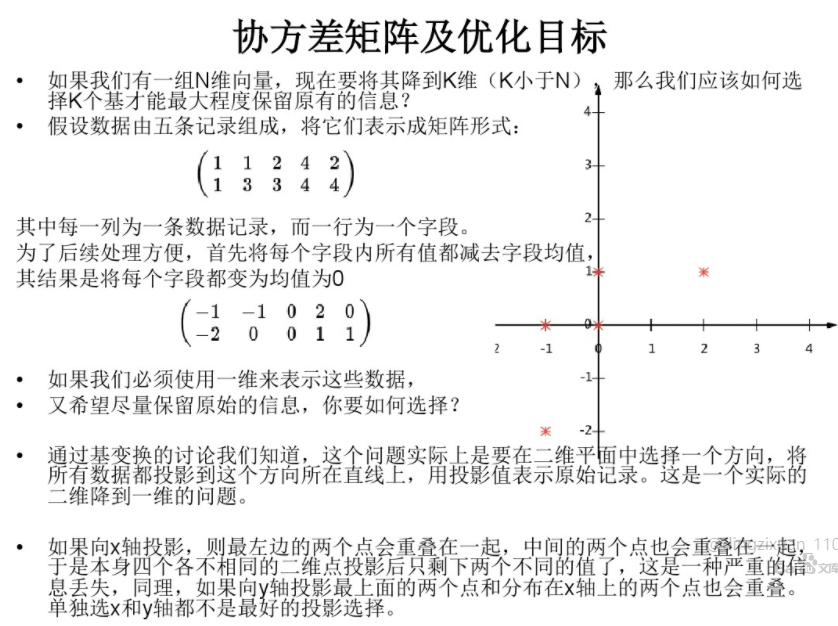 协方差矩阵及优化目标
• 如果我们有一组N维向量，现在要将其降到K维（K小于N），那么我们应该如何选
择K个基才能最大程度保留原有的信息？
• 假设数据由五条记录组成，将它们表示成矩阵形式：
1 1 2 4 2
1 3 3 4 4
其中每一列为一条数据记录，而一行为一个字段。
为了后续处理方便，首先将每个字段内所有值都减去字段均值，
其结果是将每个字段都变为均值为0
-1 -1 0 2 0
-2 0 0 1 1
• 如果我们必须使用一维来表示这些数据，
• 又希望尽量保留原始的信息，你要如何选择？
4
3
2
1
0
2 -1 0 1 2 3 4
-1
-2
• 通过基变换的讨论我们知道，这个问题实际上是要在二维平面中选择一个方向，将
所有数据都投影到这个方向所在直线上，用投影值表示原始记录。这是一个实际的
二维降到一维的问题。
• 如果向x轴投影，则最左边的两个点会重叠在一起，中间的两个点也会重叠在一起，
于是本身四个各不相同的二维点投影后只剩下两个不同的值了，这是一种严重的信
息丢失，同理，如果向y轴投影最上面的两个点和分布在x轴上的两个点也会重叠。
单独选x和y轴都不是最好的投影选择。